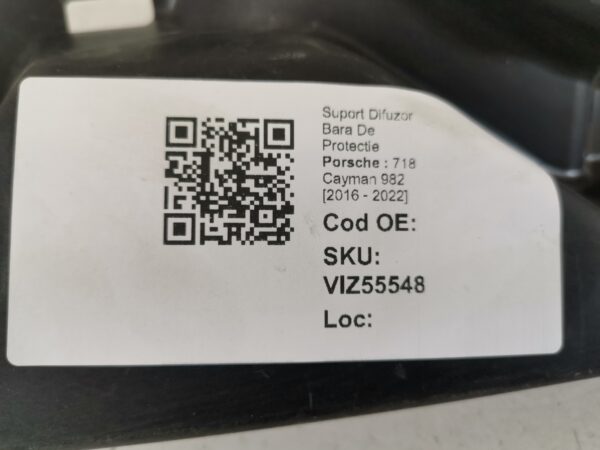 Suport Difuzor
Bara De
Protectie
Porsche : 718
Cayman 982
[2016 - 2022]
Cod OE:
SKU:
VIZ55548
Loc: